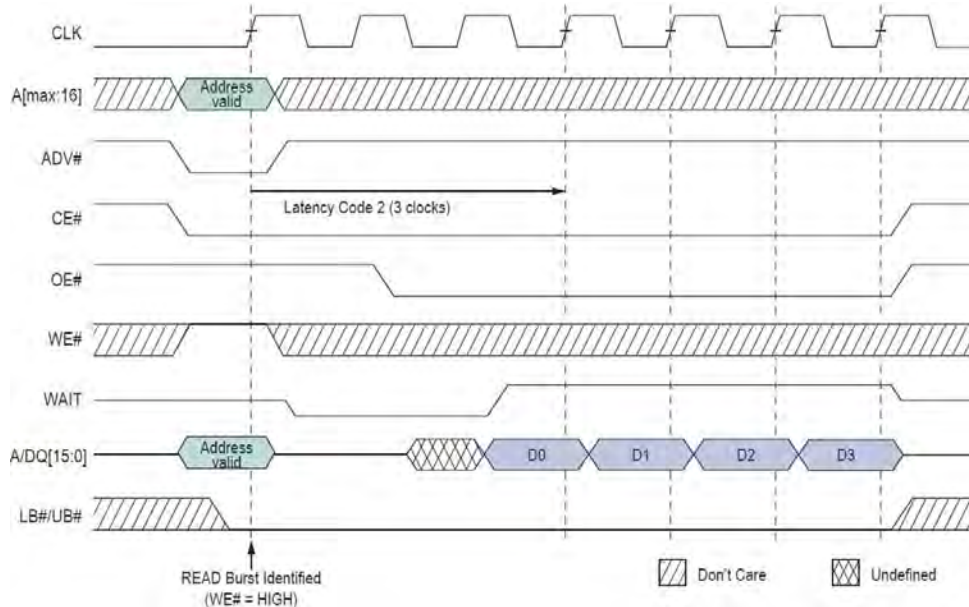 CLK
A[max:16]
Address
valid
ADV#
Latency Code 2 (3 clocks)
CE#
OE#
WE#
WAIT
A/DQ[15:0]
Address
valid
D0
D1
D2
D3
LB#/UB#
READ Burst Identified
(WE# = HIGH)
Don't Care
Undefined